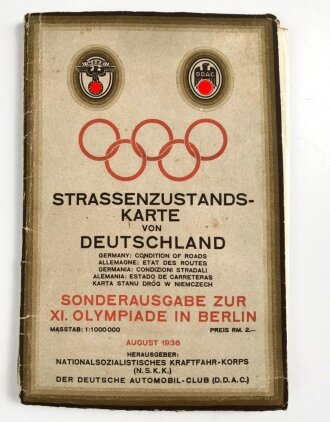 D.D.A.C.
STRASSENZUSTANDS-
KARTE
VON
DEUTSCHLAND
GERMANY: CONDITION OF ROADS
ALLEMAGNE: ETAT DES ROUTES
GERMANIA: CONDIZIONI STRADALI
ALEMANIA: ESTADO DE CARRETERAS
KARTA STANU DRÓG W NIEMCZECH
SONDERAUSGABE ZUR
XI. OLYMPIADE IN BERLIN
MASSTAB: 1:1000000 PREIS RM. 2.—
AUGUST 1936
HERAUSGEBER:
NATIONALSOZIALISTISCHES KRAFTFAHR-KORPS
(N.S.K.K.)
DER DEUTSCHE AUTOMOBIL-CLUB (D.D.A.C.)